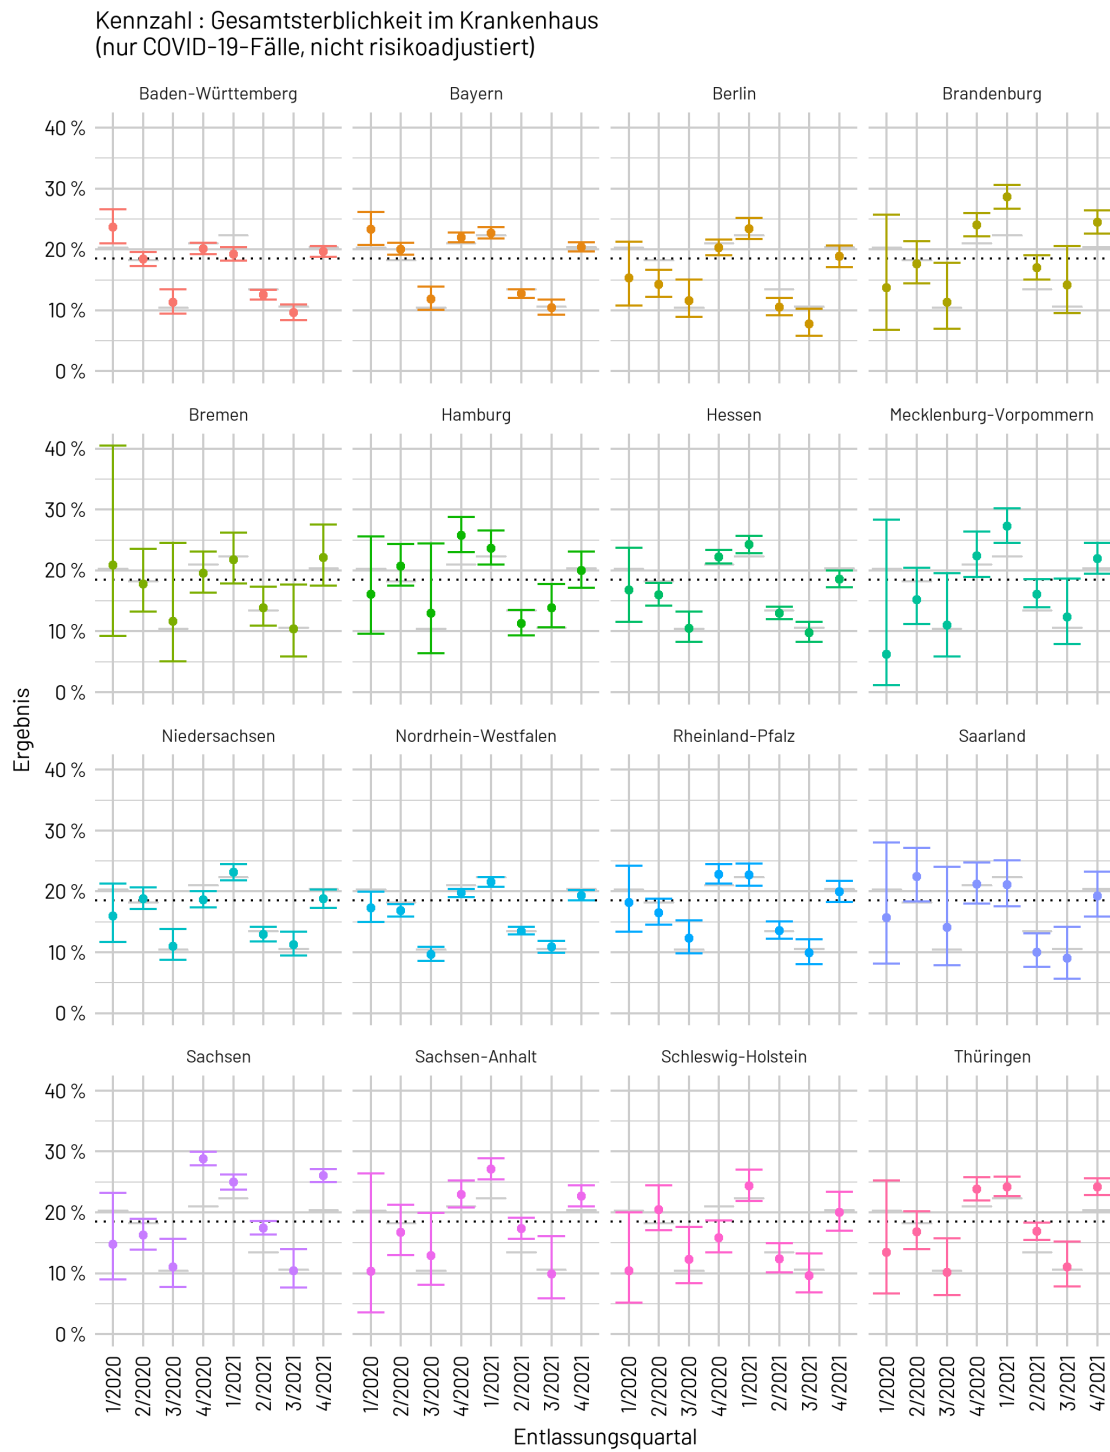 Kennzahl : Gesamtsterblichkeit im Krankenhaus
(nur COVID-19-Fälle, nicht risikoadjustiert)
Baden-Württemberg Bayern Berlin Brandenburg
40 %
30 %
20 %
10 %
0 %
Bremen Hamburg Hessen Mecklenburg-Vorpommern
40 %
30 %
20 %
10 %
0 %
Ergebnis
Niedersachsen Nordrhein-Westfalen Rheinland-Pfalz Saarland
40 %
30 %
20 %
10 %
0 %
Sachsen Sachsen-Anhalt Schleswig-Holstein Thüringen
40 %
30 %
20 %
10 %
0 %
1/2020 2/2020 3/2020 4/2020 1/2021 2/2021 3/2021 4/2021 1/2020 2/2020 3/2020 4/2020 1/2021 2/2021 3/2021 4/2021 1/2020 2/2020 3/2020 4/2020 1/2021 2/2021 3/2021 4/2021 1/2020 2/2020 3/2020 4/2020 1/2021 2/2021 3/2021 4/2021
Entlassungsquartal